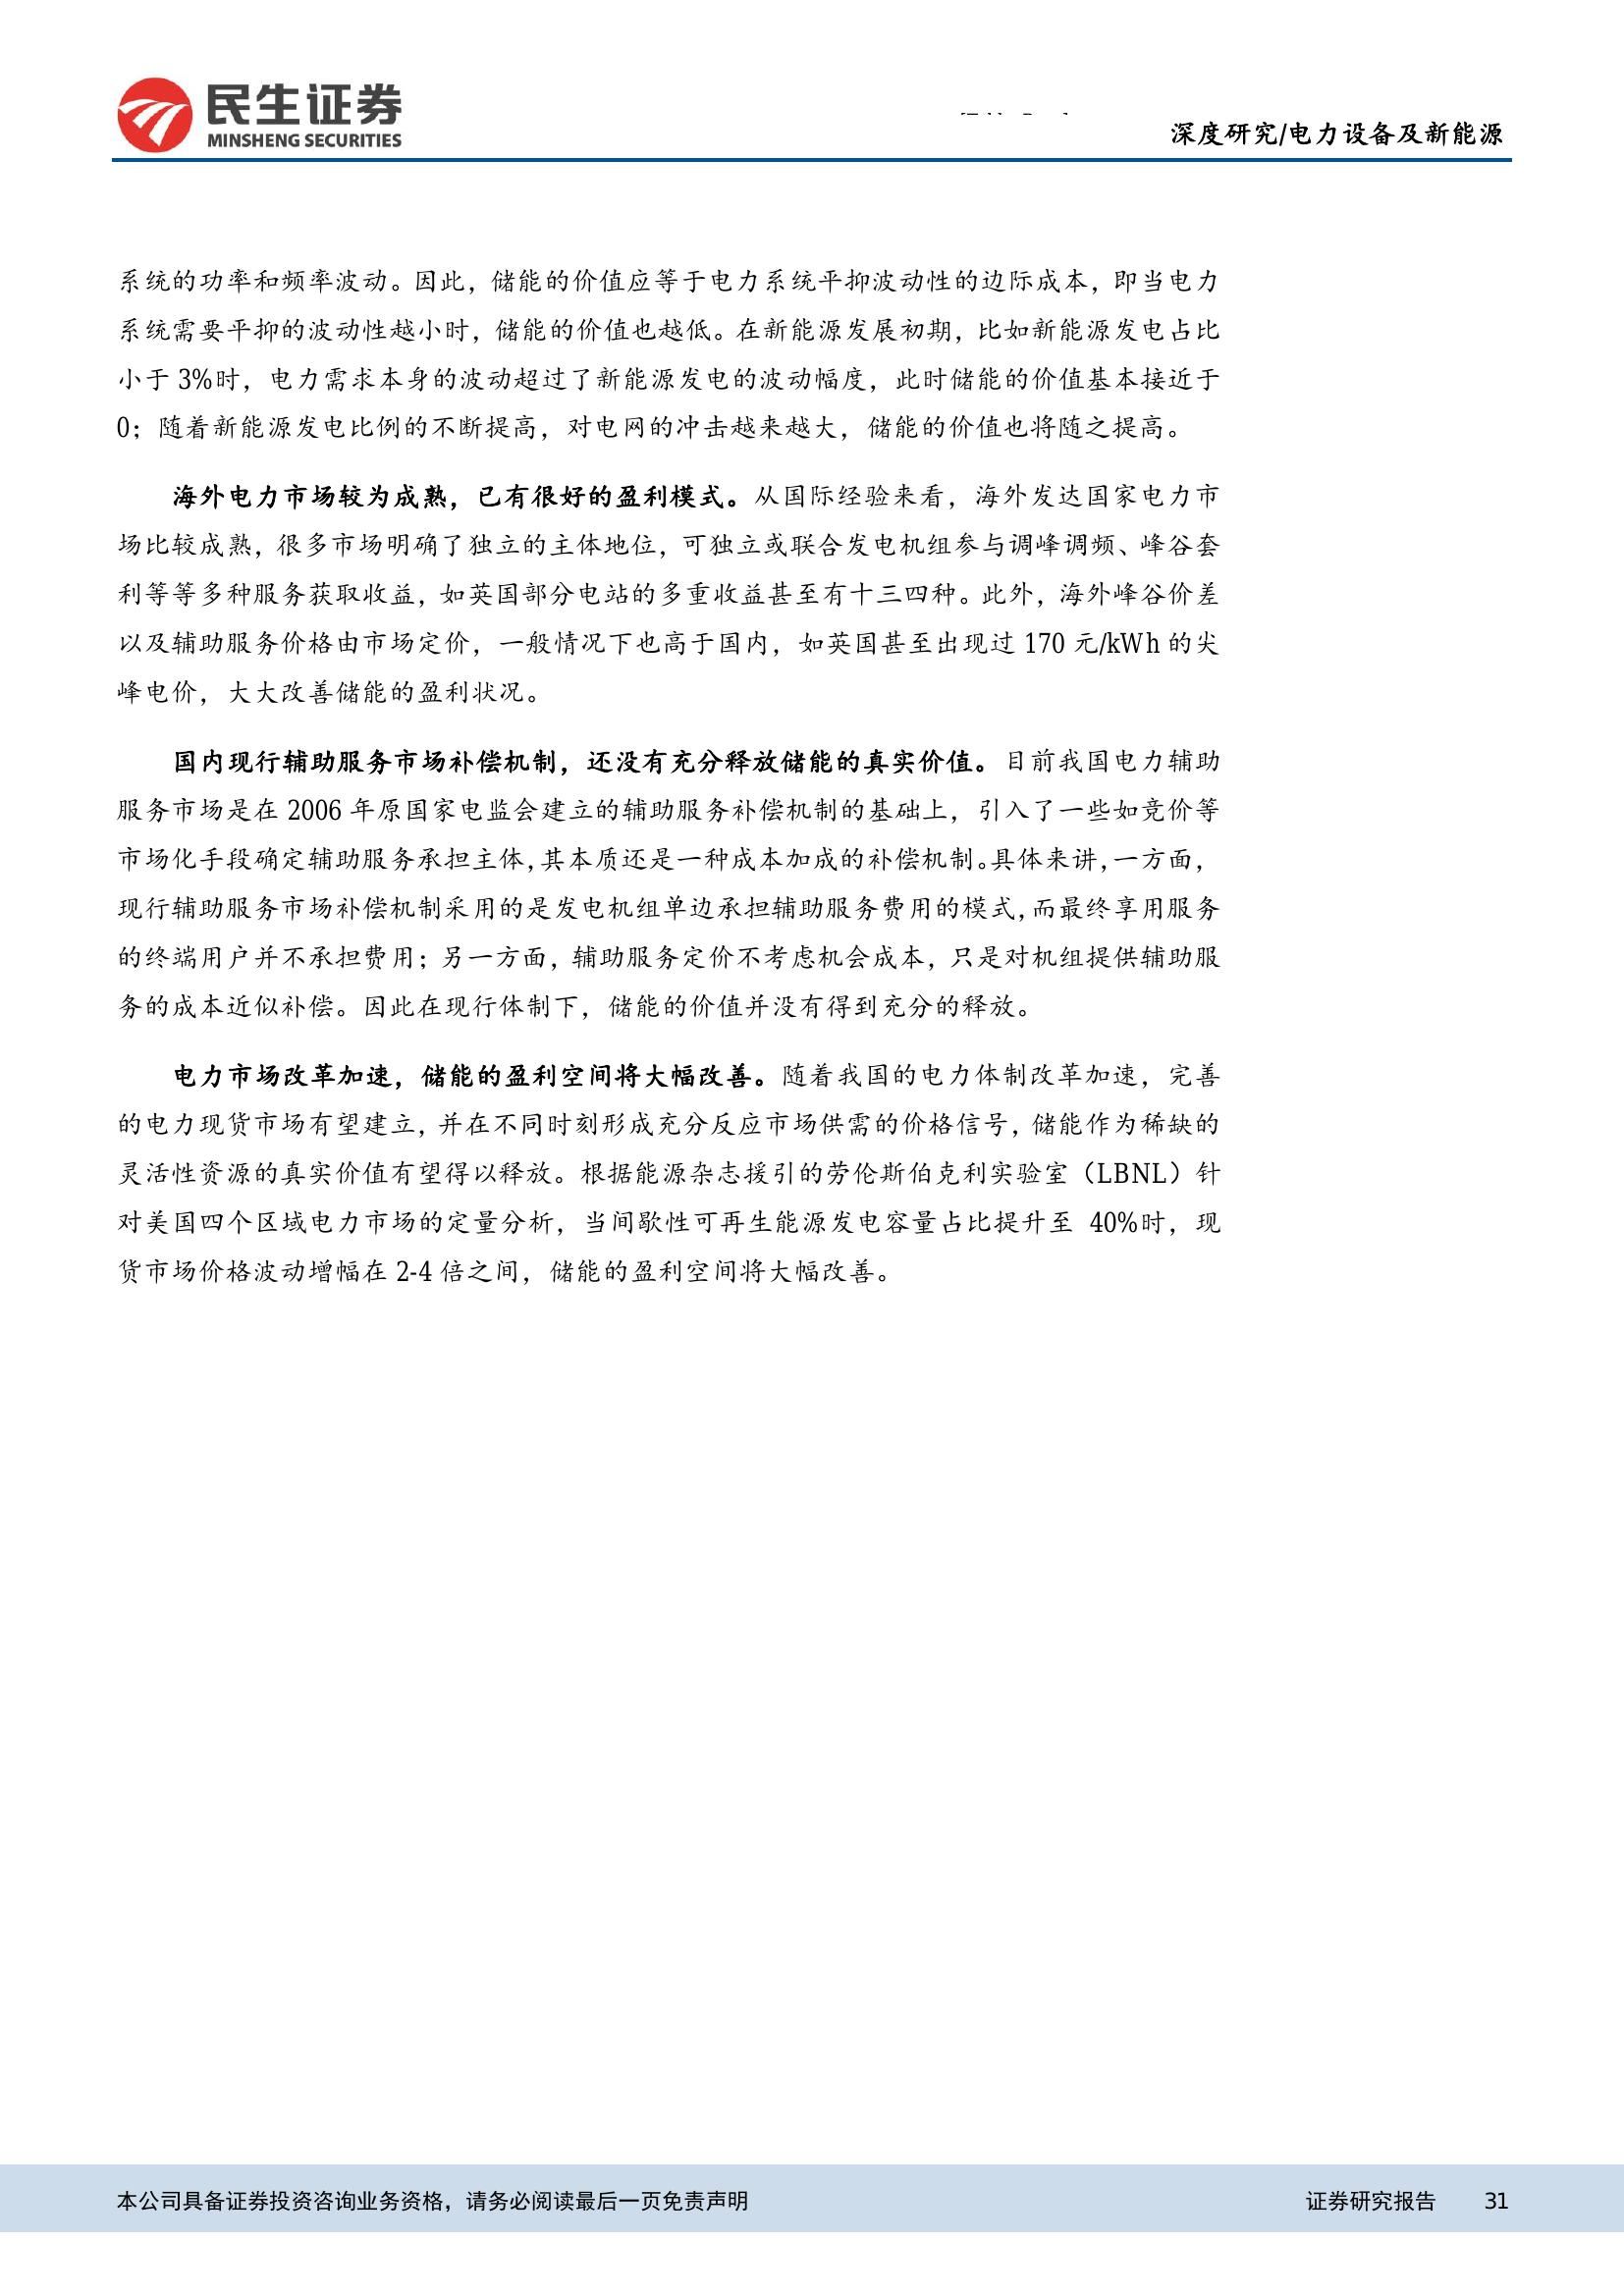 民生证券
MINSHENG SECURITIES
深度研究/电力设备及新能源
系统的功率和频率波动。因此，储能的价值应等于电力系统平抑波动性的边际成本，即当电力
系统需要平抑的波动性越小时，储能的价值也越低。在新能源发展初期，比如新能源发电占比
小于 3%时，电力需求本身的波动超过了新能源发电的波动幅度，此时储能的价值基本接近于
0；随着新能源发电比例的不断提高，对电网的冲击越来越大，储能的价值也将随之提高。
海外电力市场较为成熟，已有很好的盈利模式。从国际经验来看，海外发达国家电力市
场比较成熟，很多市场明确了独立的主体地位，可独立或联合发电机组参与调峰调频、峰谷套
利等等多种服务获取收益，如英国部分电站的多重收益甚至有十三四种。此外，海外峰谷价差
以及辅助服务价格由市场定价，一般情况下也高于国内，如英国甚至出现过 170 元/kWh 的尖
峰电价，大大改善储能的盈利状况。
国内现行辅助服务市场补偿机制，还没有充分释放储能的真实价值。目前我国电力辅助
服务市场是在 2006 年原国家电监会建立的辅助服务补偿机制的基础上，引入了一些如竞价等
市场化手段确定辅助服务承担主体，其本质还是一种成本加成的补偿机制。具体来讲，一方面，
现行辅助服务市场补偿机制采用的是发电机组单边承担辅助服务费用的模式，而最终享用服务
的终端用户并不承担费用；另一方面，辅助服务定价不考虑机会成本，只是对机组提供辅助服
务的成本近似补偿。因此在现行体制下，储能的价值并没有得到充分的释放。
电力市场改革加速，储能的盈利空间将大幅改善。随着我国的电力体制改革加速，完善
的电力现货市场有望建立，并在不同时刻形成充分反应市场供需的价格信号，储能作为稀缺的
灵活性资源的真实价值有望得以释放。根据能源杂志援引的劳伦斯伯克利实验室（LBNL）针
对美国四个区域电力市场的定量分析，当间歇性可再生能源发电容量占比提升至 40%时，现
货市场价格波动增幅在 2-4 倍之间，储能的盈利空间将大幅改善。
本公司具备证券投资咨询业务资格，请务必阅读最后一页免责声明
证券研究报告 31